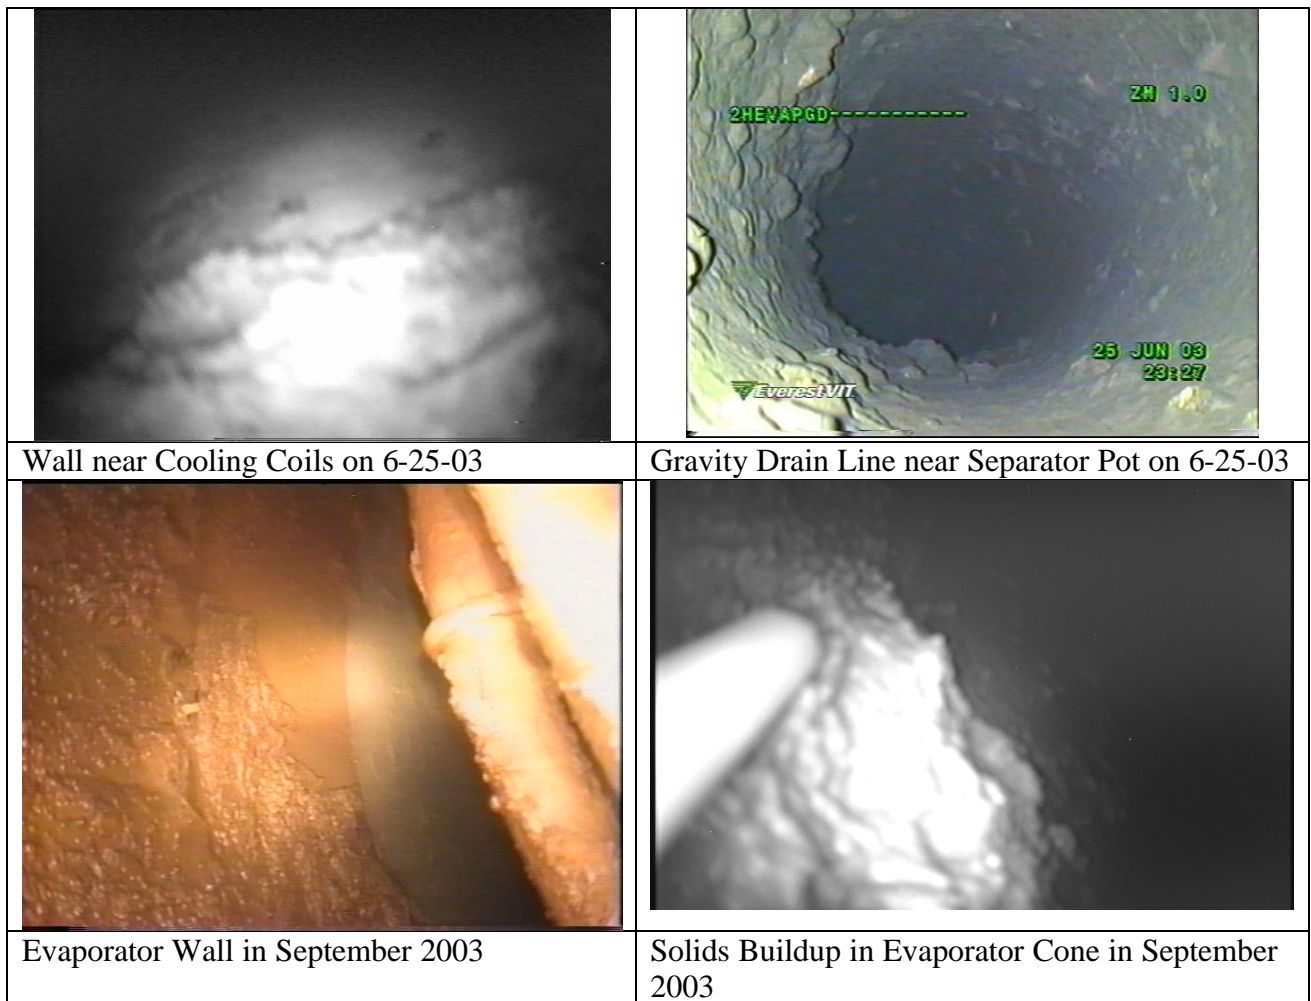 2HEVAPGD-----------
ZM 1.0
25 JUN 03
23:27
EverestVIT
Wall near Cooling Coils on 6-25-03
Gravity Drain Line near Separator Pot on 6-25-03
Evaporator Wall in September 2003
Solids Buildup in Evaporator Cone in September
2003